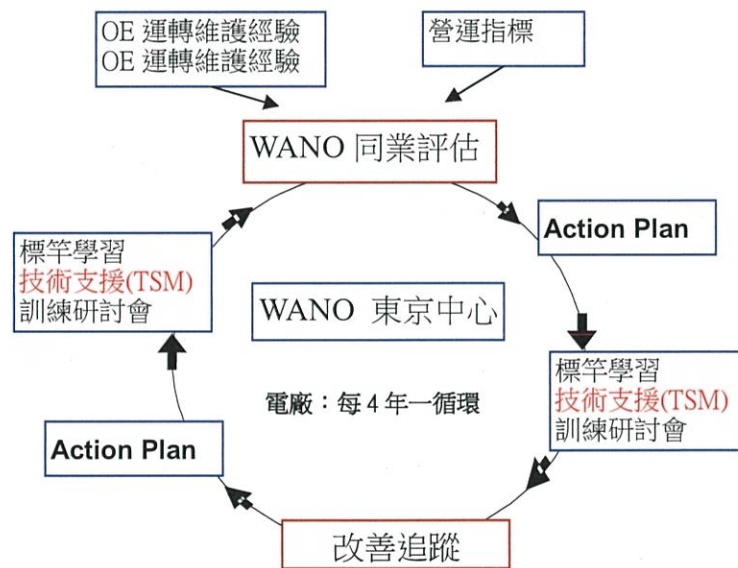 OE 運轉維護經驗
OE 運轉維護經驗
營運指標
WANO 同業評估
Action Plan
標竿學習
技術支援(TSM)
訓練研討會
WANO 東京中心
標竿學習
技術支援(TSM)
訓練研討會
電廠：每 4 年一循環
Action Plan
改善追蹤